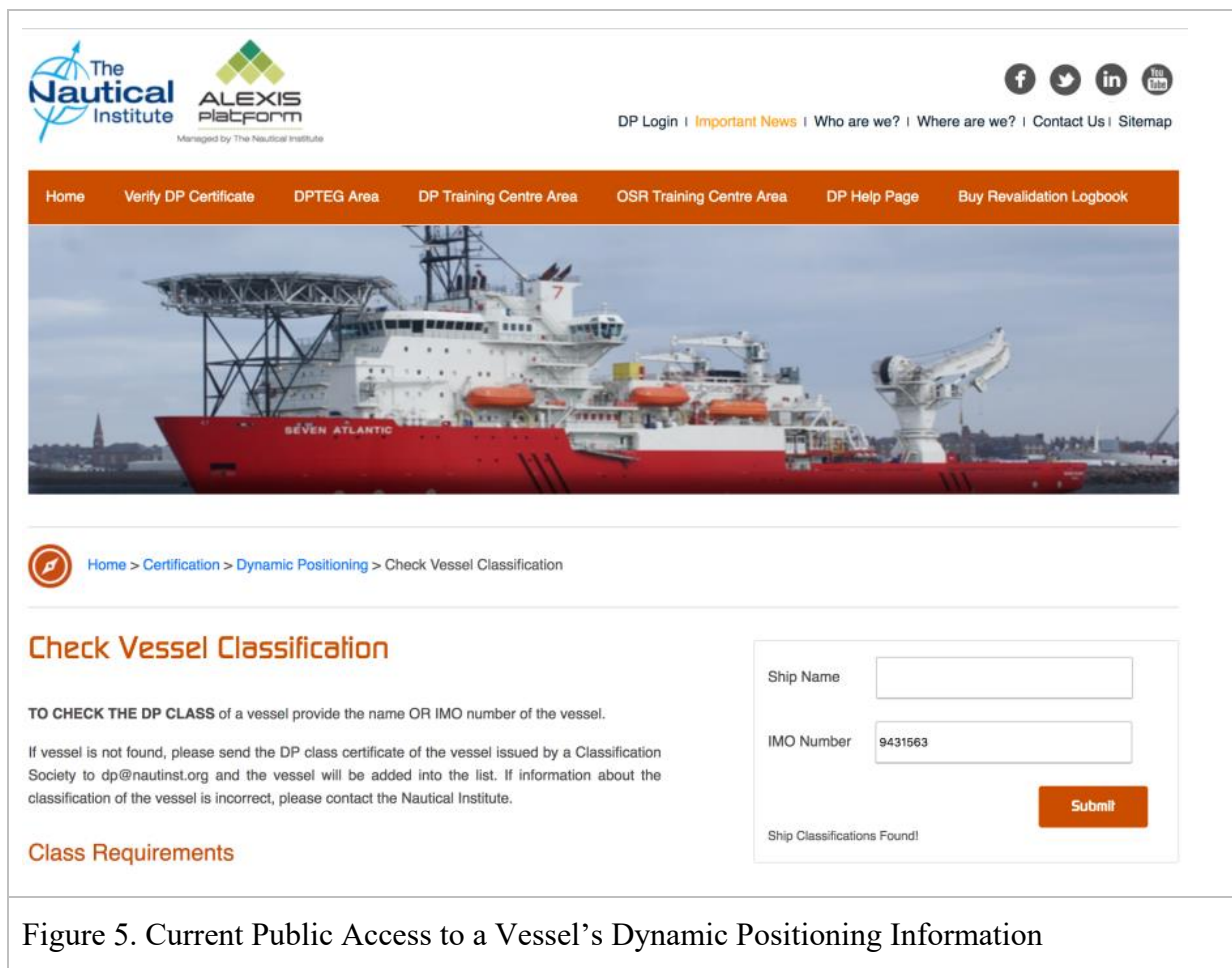 The
Nautical
Institute
ALEXIS
Platform
Managed by The Nautical Institute
You
Tube
DP Login | Important News | Who are we? | Where are we? | Contact Us | Sitemap
Home Verify DP Certificate DPTEG Area DP Training Centre Area OSR Training Centre Area DP Help Page Buy Revalidation Logbook
7
subsea 7
SEVEN ATLANTIC
Home > Certification > Dynamic Positioning > Check Vessel Classification
Check Vessel Classification
TO CHECK THE DP CLASS of a vessel provide the name OR IMO number of the vessel.
If vessel is not found, please send the DP class certificate of the vessel issued by a Classification
Society to dp@nautinst.org and the vessel will be added into the list. If information about the
classification of the vessel is incorrect, please contact the Nautical Institute.
Class Requirements
Ship Name
IMO Number 9431563
Submit
Ship Classifications Found!
Figure 5. Current Public Access to a Vessel’s Dynamic Positioning Information